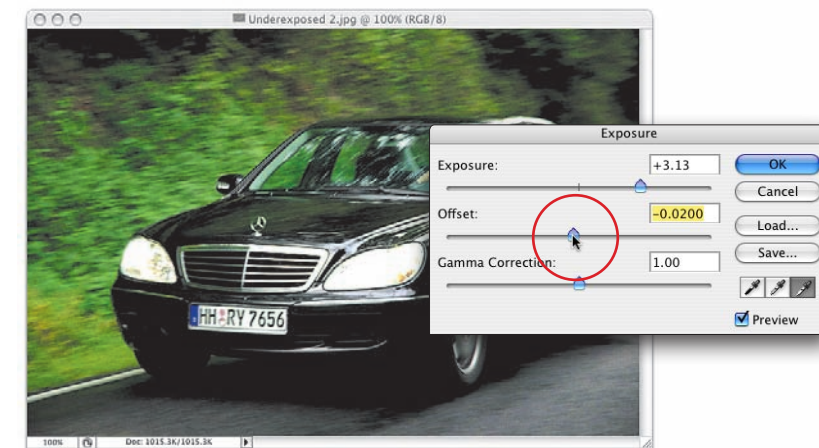 Underexposed 2.jpg @ 100% (RGB/8)
Exposure
Exposure:
+3.13
OK
Cancel
Offset:
-0.0200
Load...
Save...
Gamma Correction:
1.00
Preview
HH RY 7656
100%
Doc: 1015.3K/1015.3K